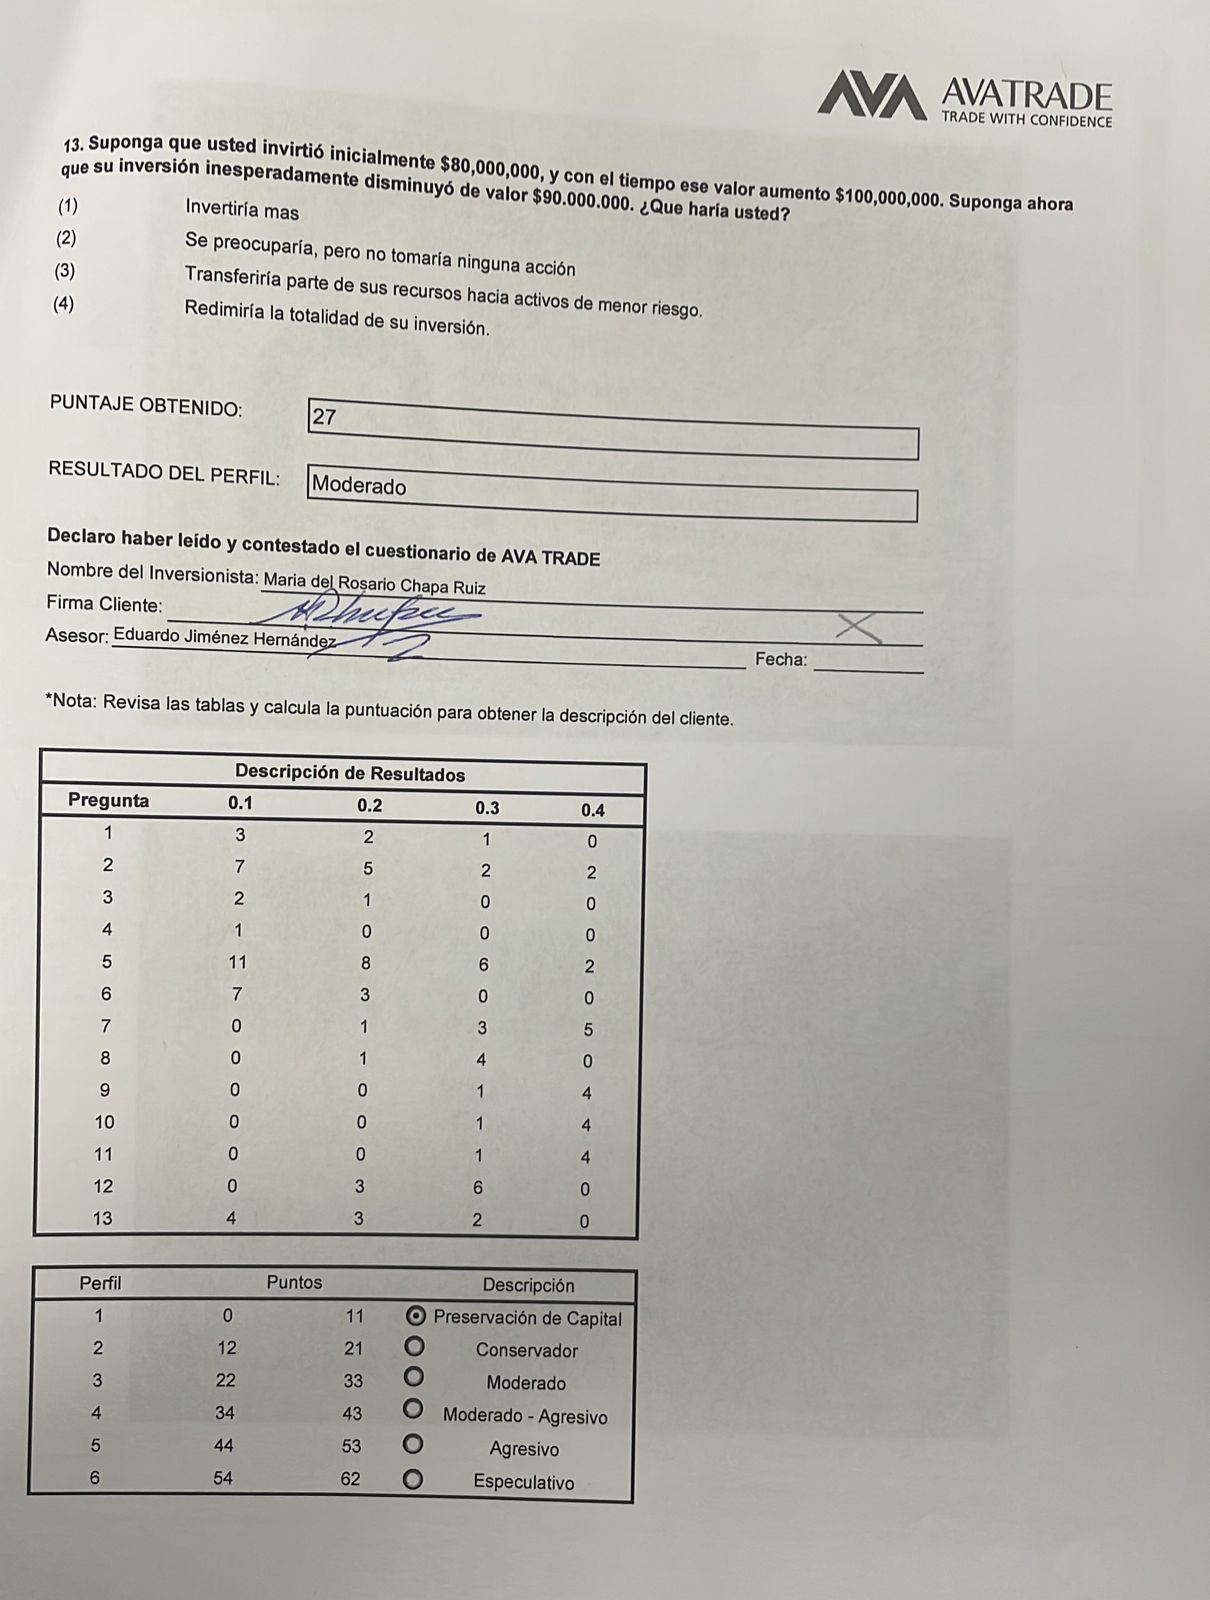 AVA AVATRADE
TRADE WITH CONFIDENCE
13. Suponga que usted invirtió inicialmente $80,000,000, y con el tiempo ese valor aumento $100,000,000. Suponga ahora
que su inversión inesperadamente disminuyó de valor $90.000.000. ¿Que haría usted?
(1) Invertiría mas
(2) Se preocuparía, pero no tomaría ninguna acción
(3) Transferiría parte de sus recursos hacia activos de menor riesgo.
(4) Redimiría la totalidad de su inversión.
PUNTAJE OBTENIDO: 27
RESULTADO DEL PERFIL: Moderado
Declaro haber leído y contestado el cuestionario de AVA TRADE
Nombre del Inversionista: Maria del Rosario Chapa Ruiz
Firma Cliente:
Asesor: Eduardo Jiménez Hernández Fecha:
*Nota: Revisa las tablas y calcula la puntuación para obtener la descripción del cliente.
Descripción de Resultados
Pregunta 0.1 0.2 0.3 0.4
1 3 2 1 0
2 7 5 2 2
3 2 1 0 0
4 1 0 0 0
5 11 8 6 2
6 7 3 0 0
7 0 1 3 5
8 0 1 4 0
9 0 0 1 4
10 0 0 1 4
11 0 0 1 4
12 0 3 6 0
13 4 3 2 0
Perfil Puntos Descripción
1 0 11 Preservación de Capital
2 12 21 Conservador
3 22 33 Moderado
4 34 43 Moderado - Agresivo
5 44 53 Agresivo
6 54 62 Especulativo